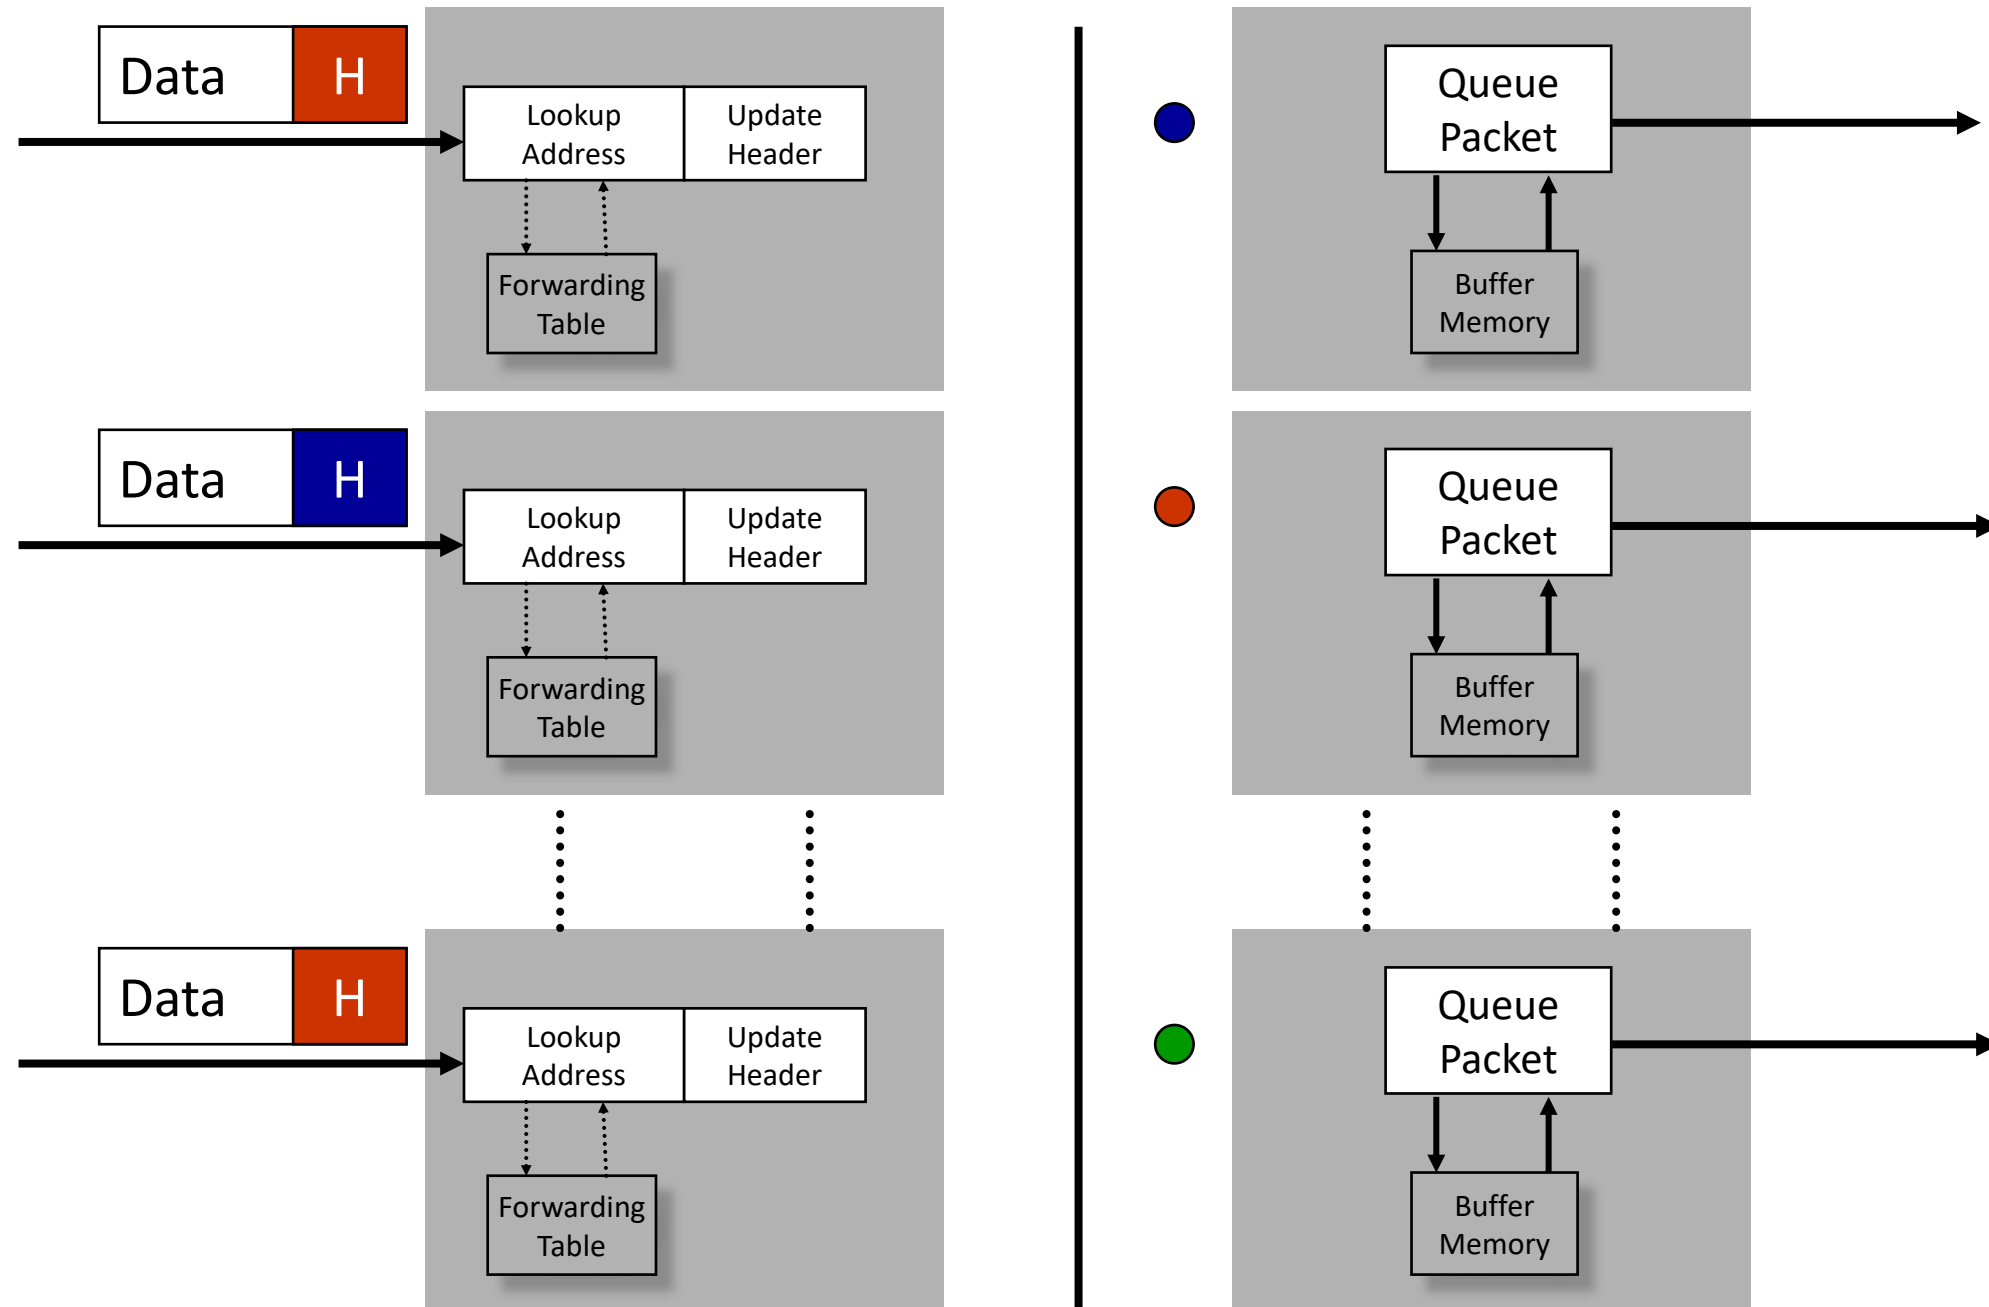 Data H
Lookup Update
Address Header
Forwarding
Table
Queue
Packet
Buffer
Memory
Data H
Lookup Update
Address Header
Forwarding
Table
Queue
Packet
Buffer
Memory
Data H
Lookup Update
Address Header
Forwarding
Table
Queue
Packet
Buffer
Memory